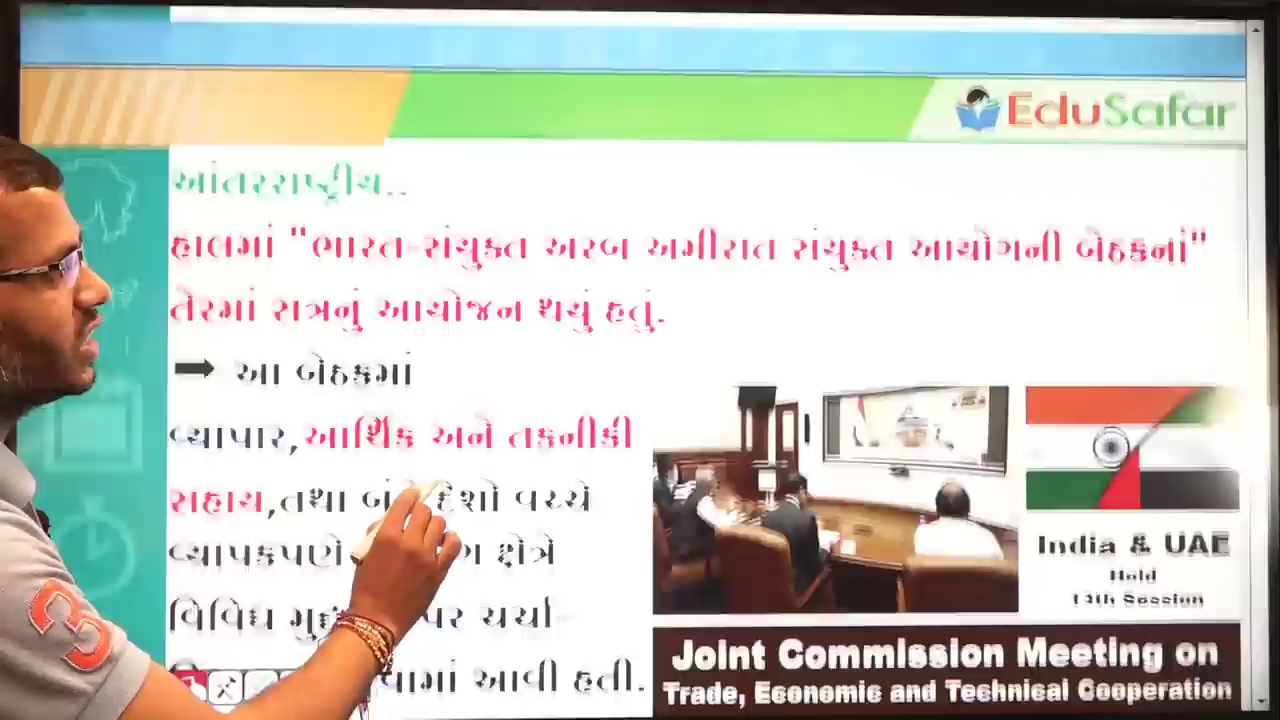 EduSafar
આંતરરાષ્ટ્રીય..
હાલમાં "ભારત-સંયુક્ત અરબ અમીરાત સંયુક્ત આયોગની બેઠકનાં"
તેરમાં સત્રનું આયોજન થયું હતું.
➡ આ બેઠકમાં
વ્યાપાર,આર્થિક અને તકનીકી
સહાય,તથા દેશો વચ્ચે
વ્યાપકપણે ક્ષેત્રે
વિવિધ પર ચર્ચા-
આવી હતી.
India & UAE
Hold
13th Session
Joint Commission Meeting on
Trade, Economic and Technical Cooperation
3